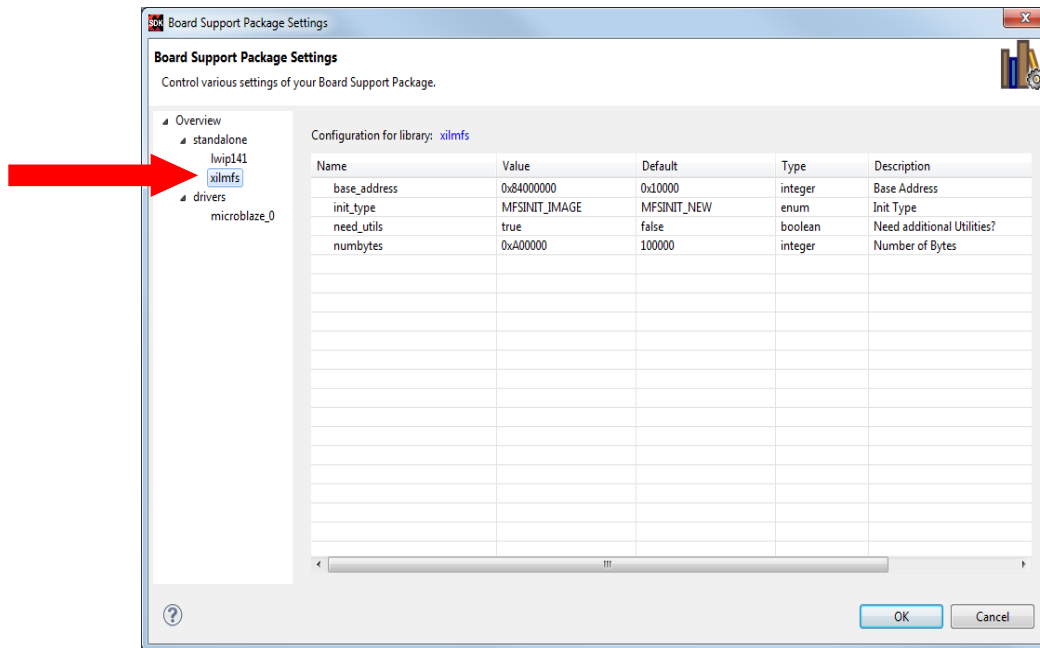 SDK Board Support Package Settings
Board Support Package Settings
Control various settings of your Board Support Package.
Overview
standalone
lwip141
xilmfs
drivers
microblaze_0
Configuration for library: xilmfs
Name Value Default Type Description
base_address 0x84000000 0x10000 integer Base Address
init_type MFSINIT_IMAGE MFSINIT_NEW enum Init Type
need_utils true false boolean Need additional Utilities?
numbytes 0xA00000 100000 integer Number of Bytes
?
OK Cancel